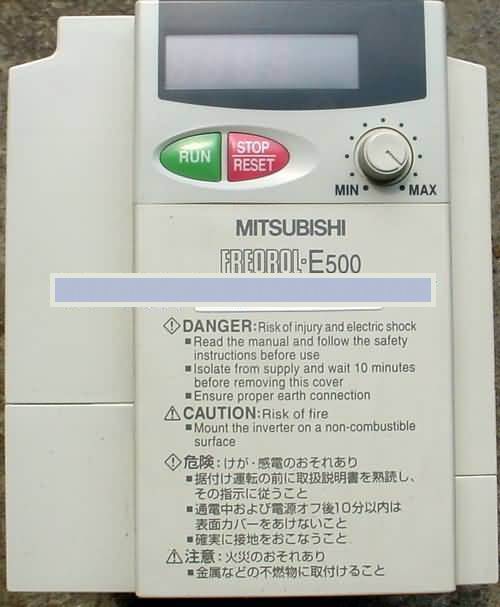 RUN
STOP
RESET
MIN
MAX
MITSUBISHI
FREQROL-E500
DANGER: Risk of injury and electric shock
■ Read the manual and follow the safety
instructions before use
■ Isolate from supply and wait 10 minutes
before removing this cover
■ Ensure proper earth connection
CAUTION: Risk of fire
■ Mount the inverter on a non-combustible
surface
危険：けが・感電のおそれあり
■据付け運転の前に取扱説明書を熟読し、
その指示に従うこと
■通電中および電源オフ後10分以内は
表面カバーをあけないこと
■確実に接地をおこなうこと
注意：火災のおそれあり
■金属などの不燃物に取付けること